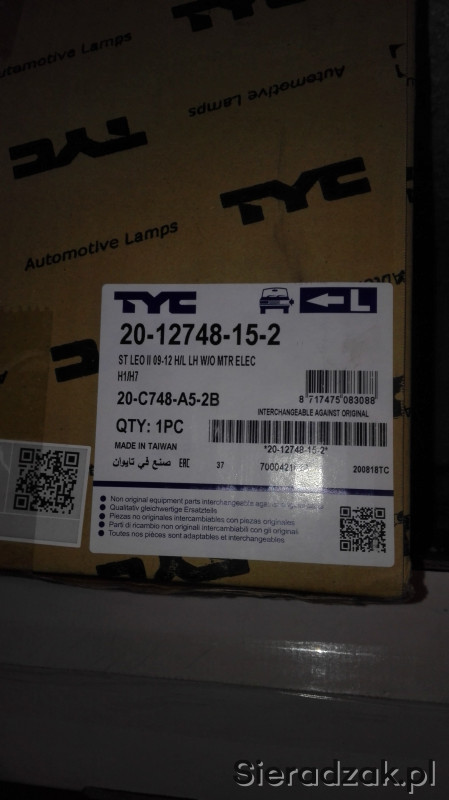 TYC
Automotive Lamps
Automotive Lamps
TYC
TYC
Automotive Lamps
TYC
L
20-12748-15-2
ST LEO II 09-12 H/L LH W/O MTR ELEC
H1/H7
8 717475 083088
20-C748-A5-2B
INTERCHANGEABLE AGAINST ORIGINAL
QTY: 1PC
MADE IN TAIWAN
*20-12748-15-2*
صنع في تايوان
EAC
37
200818TC
Non original equipment parts interchangeable against original
Qualitativ gleichwertige Ersatzteile
Piezas no originales intercambiables con piezas originales
Parti di ricambio non originali intercambiabili con gli originali
Toutes nos pièces sont adaptables et interchangeables.
Sieradzak.pl